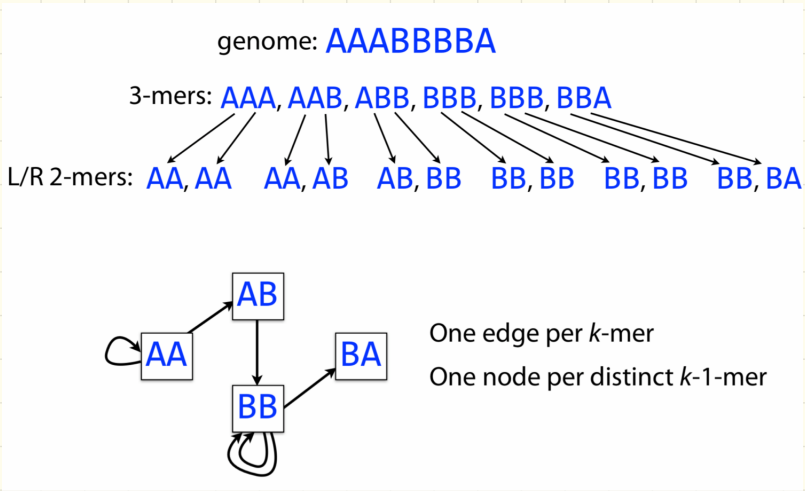 genome: AAABBBBA
3-mers: AAA, AAB, ABB, BBB, BBB, BBA
L/R 2-mers: AA, AA AA, AB AB, BB BB, BB BB, BB BB, BA
AB
AA
BA
BB
One edge per k-mer
One node per distinct k-1-mer